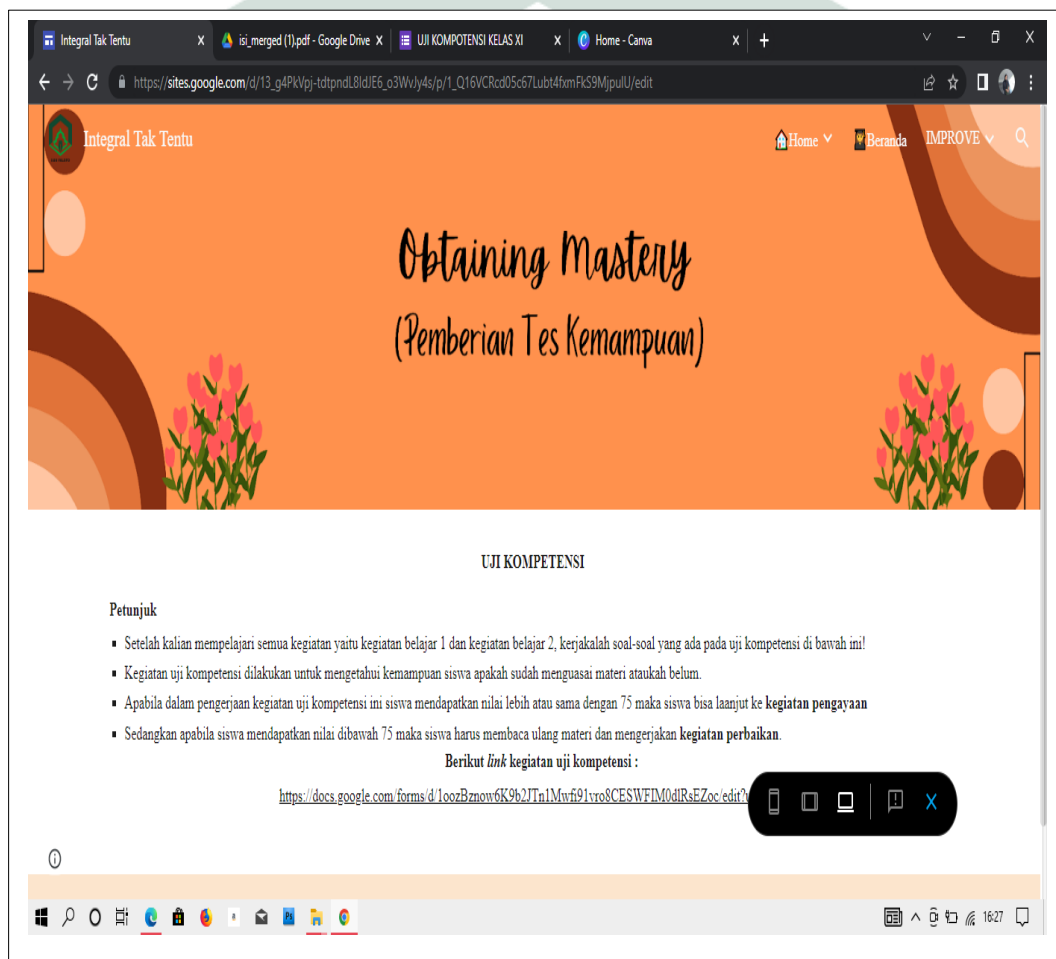 Integral Tak Tentu
isi_merged (1).pdf - Google Drive
UJI KOMPOTENSI KELAS XI
Home - Canva
https://sites.google.com/d/13_g4PkVpj-tdtpndL8IdJE6_o3WvJy4s/p/1_Q16VCRcd05c67Lubt4fxmFkS9MjpulU/edit
Integral Tak Tentu
Home
Beranda
IMPROVE
Obtaining Mastery
(Pemberian Tes Kemampuan)
UJI KOMPETENSI
Petunjuk
▪ Setelah kalian mempelajari semua kegiatan yaitu kegiatan belajar 1 dan kegiatan belajar 2, kerjakalah soal-soal yang ada pada uji kompetensi di bawah ini!
▪ Kegiatan uji kompetensi dilakukan untuk mengetahui kemampuan siswa apakah sudah menguasai materi ataukah belum.
▪ Apabila dalam pengerjaan kegiatan uji kompetensi ini siswa mendapatkan nilai lebih atau sama dengan 75 maka siswa bisa laanjut ke kegiatan pengayaan
▪ Sedangkan apabila siswa mendapatkan nilai dibawah 75 maka siswa harus membaca ulang materi dan mengerjakan kegiatan perbaikan.
Berikut link kegiatan uji kompetensi :
https://docs.google.com/forms/d/1oozBznow6K9b2JTn1Mwfi91vro8CESWFIM0dlRsEZoc/edit?
16:27